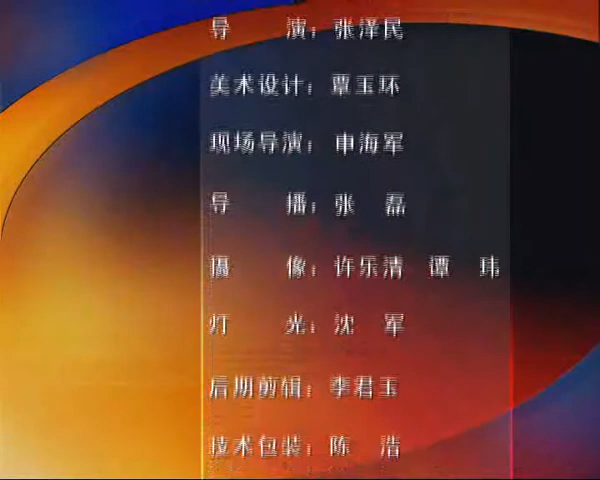 导　　演：张泽民
美术设计：覃玉环
现场导演：申海军
导　　播：张　磊
摄　　像：许乐清　谭　玮
灯　　光：沈　军
后期剪辑：李君玉
技术包装：陈　浩